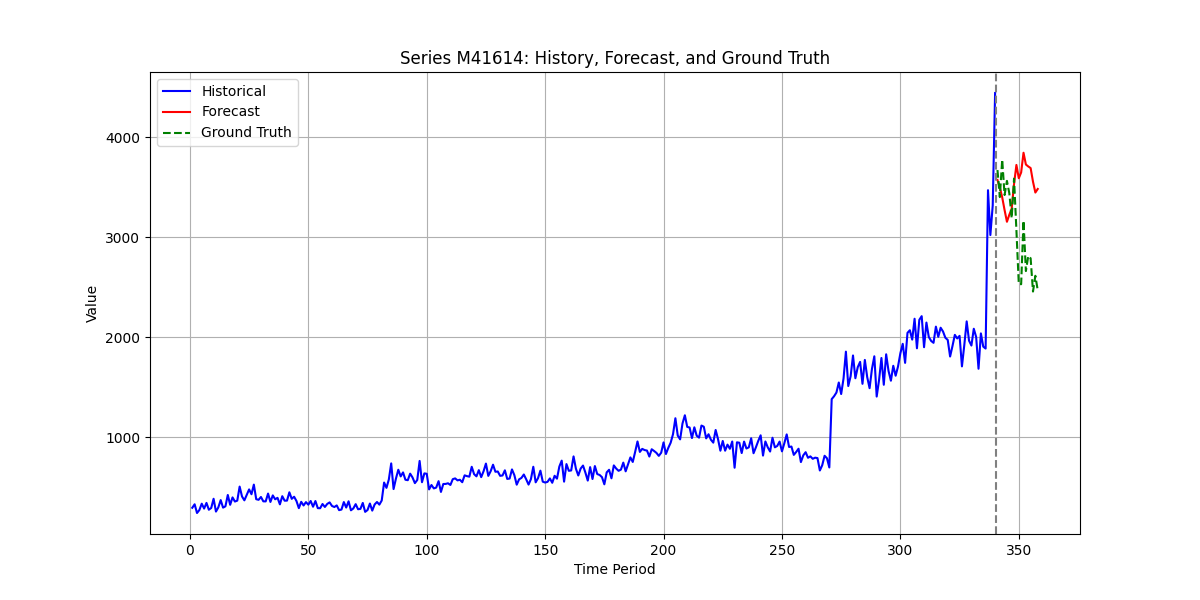 Series M41614: History, Forecast, and Ground Truth
Historical
Forecast
Ground Truth
4000
3000
2000
1000
Value
0 50 100 150 200 250 300 350
Time Period